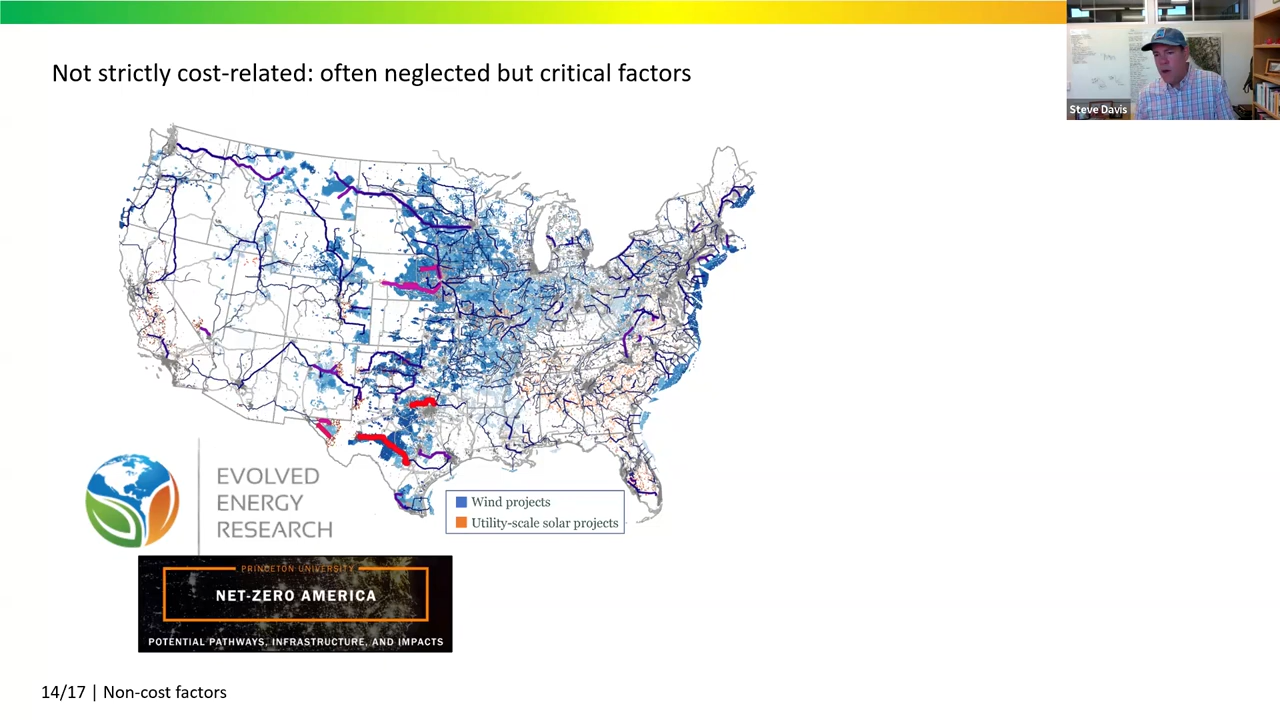 Not strictly cost-related: often neglected but critical factors
Steve Davis
EVOLVED
ENERGY
RESEARCH
Wind projects
Utility-scale solar projects
PRINCETON UNIVERSITY
NET-ZERO AMERICA
POTENTIAL PATHWAYS, INFRASTRUCTURE, AND IMPACTS
14/17 | Non-cost factors